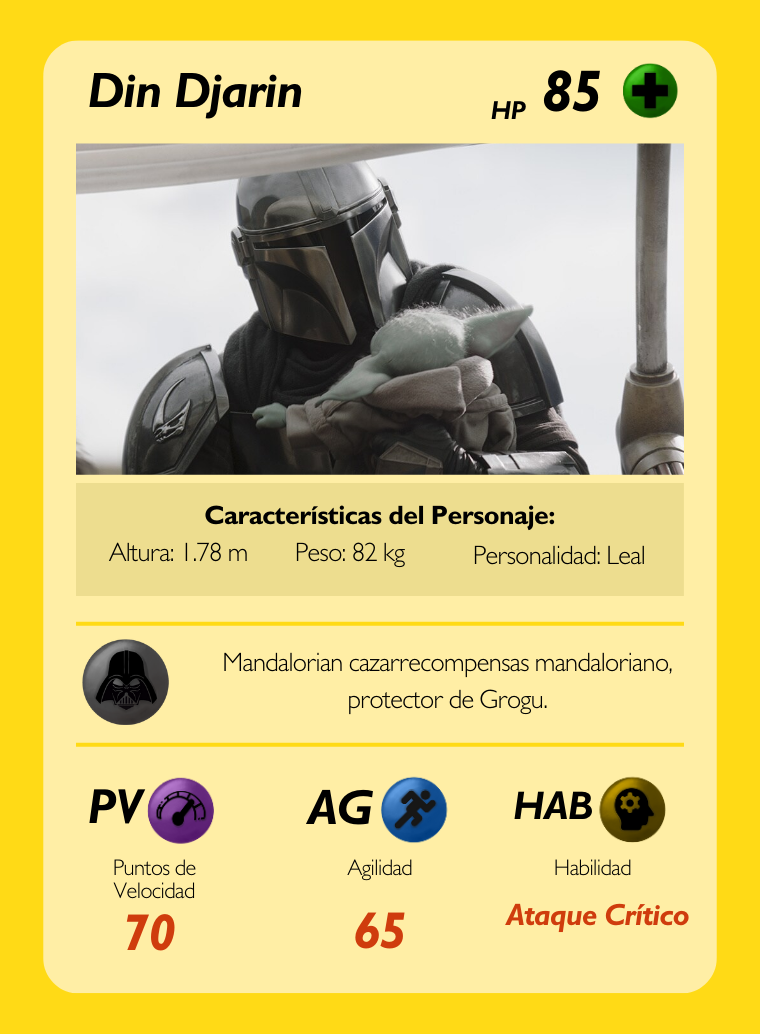 Din Djarin
HP 85
Características del Personaje:
Altura: 1.78 m Peso: 82 kg Personalidad: Leal
Mandalorian cazarrecompensas mandaloriano,
protector de Grogu.
PV AG HAB
Puntos de
Velocidad
Agilidad
Habilidad
70
65
Ataque Crítico